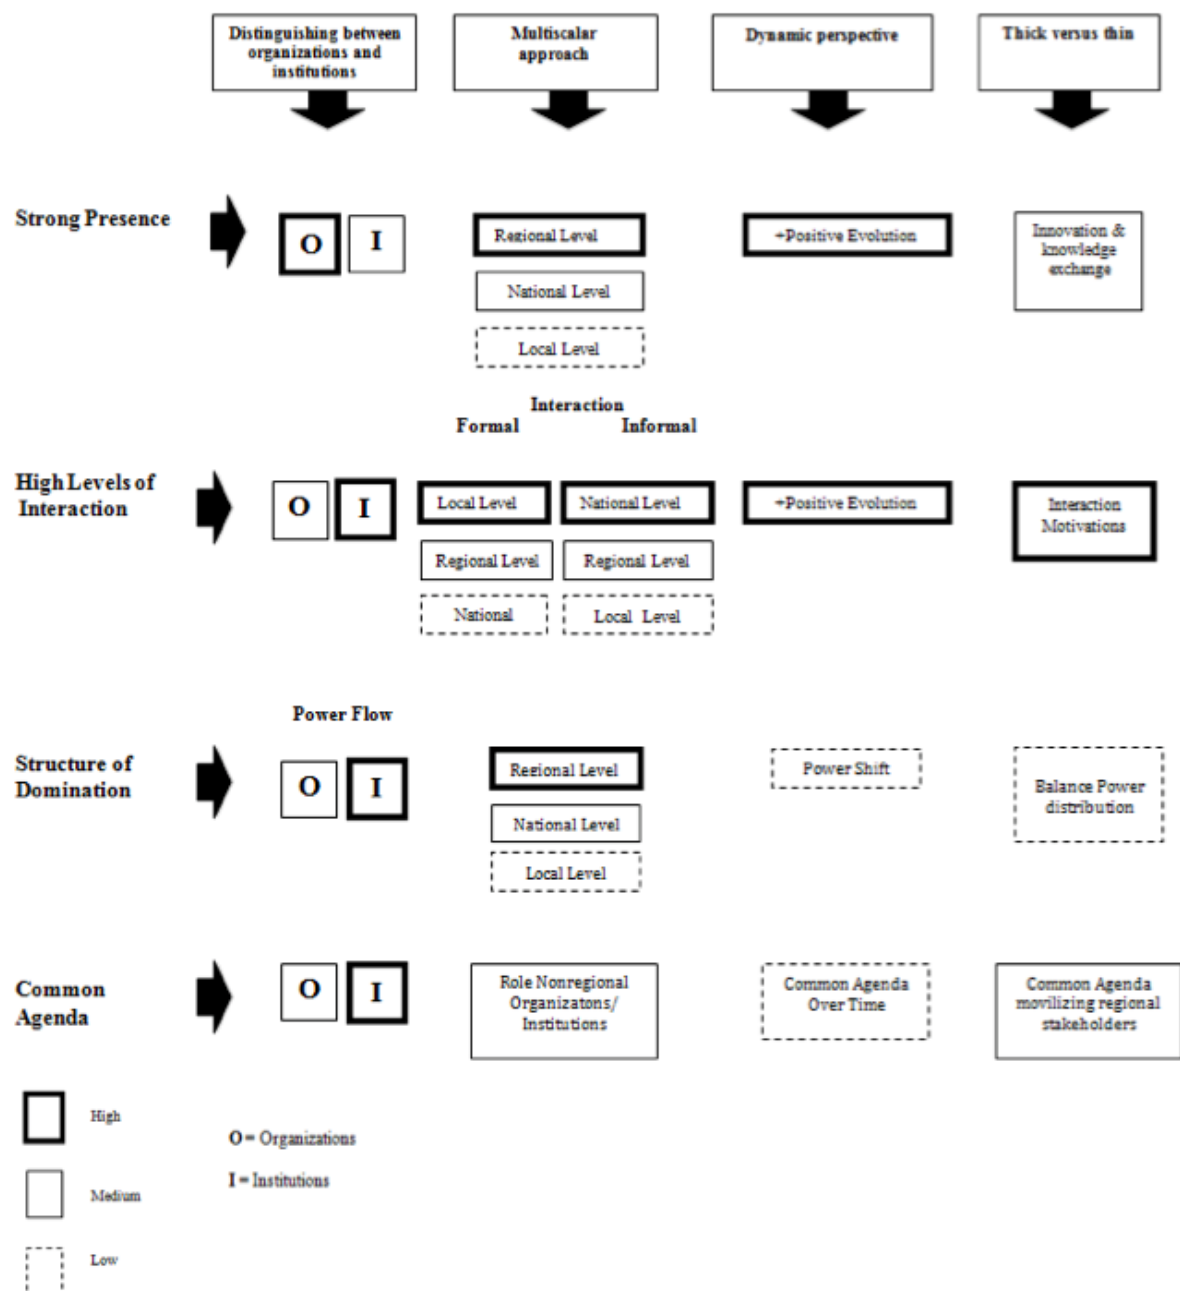 Distinguishing between
organizations and
institutions
Multiscalar
approach
Dynamic perspective
Thick versus thin
Strong Presence
O
I
Regional Level
National Level
Local Level
+Positive Evolution
Innovation &
knowledge
exchange
Interaction
Formal
Informal
High Levels of
Interaction
O
I
Local Level
National Level
Regional Level
Regional Level
National
Local Level
+Positive Evolution
Interaction
Motivations
Power Flow
Structure of
Domination
O
I
Regional Level
National Level
Local Level
Power Shift
Balance Power
distribution
Common
Agenda
O
I
Role Nonregional
Organizatons/
Institutions
Common Agenda
Over Time
Common Agenda
movilizing regional
stakeholders
High
Medium
Low
O = Organizations
I = Institutions